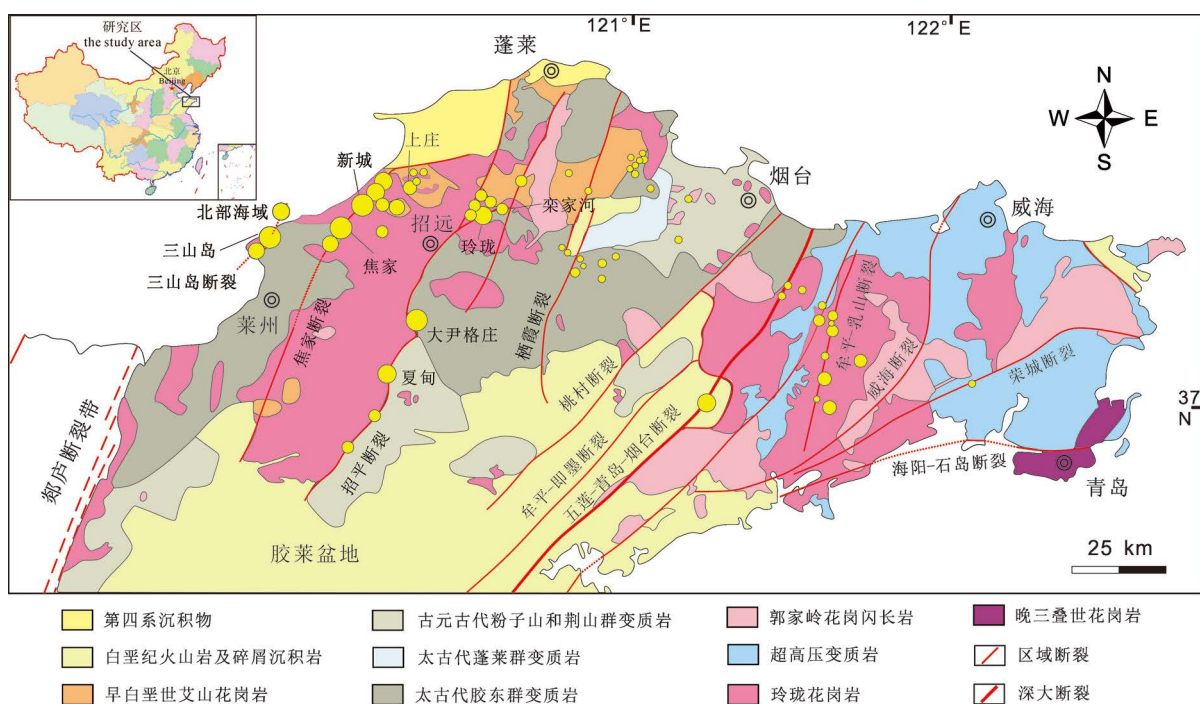 研究区
the study area
北京
Beijing
121°E
122°E
蓬莱
N
W
E
S
上庄
新城
烟台
威海
北部海域
招远
栾家河
三山岛
玲珑
焦家
三山岛断裂
莱州
焦家断裂
大尹格庄
栖霞断裂
牟平-乳山断裂
夏甸
桃村断裂
威海断裂
荣城断裂
37
N
郯庐断裂带
招平断裂
牟平-即墨断裂
五莲-青岛-烟台断裂
海阳-石岛断裂
青岛
胶莱盆地
25 km
第四系沉积物
古元古代粉子山和荆山群变质岩
郭家岭花岗闪长岩
晚三叠世花岗岩
白垩纪火山岩及碎屑沉积岩
太古代蓬莱群变质岩
超高压变质岩
区域断裂
早白垩世艾山花岗岩
太古代胶东群变质岩
玲珑花岗岩
深大断裂